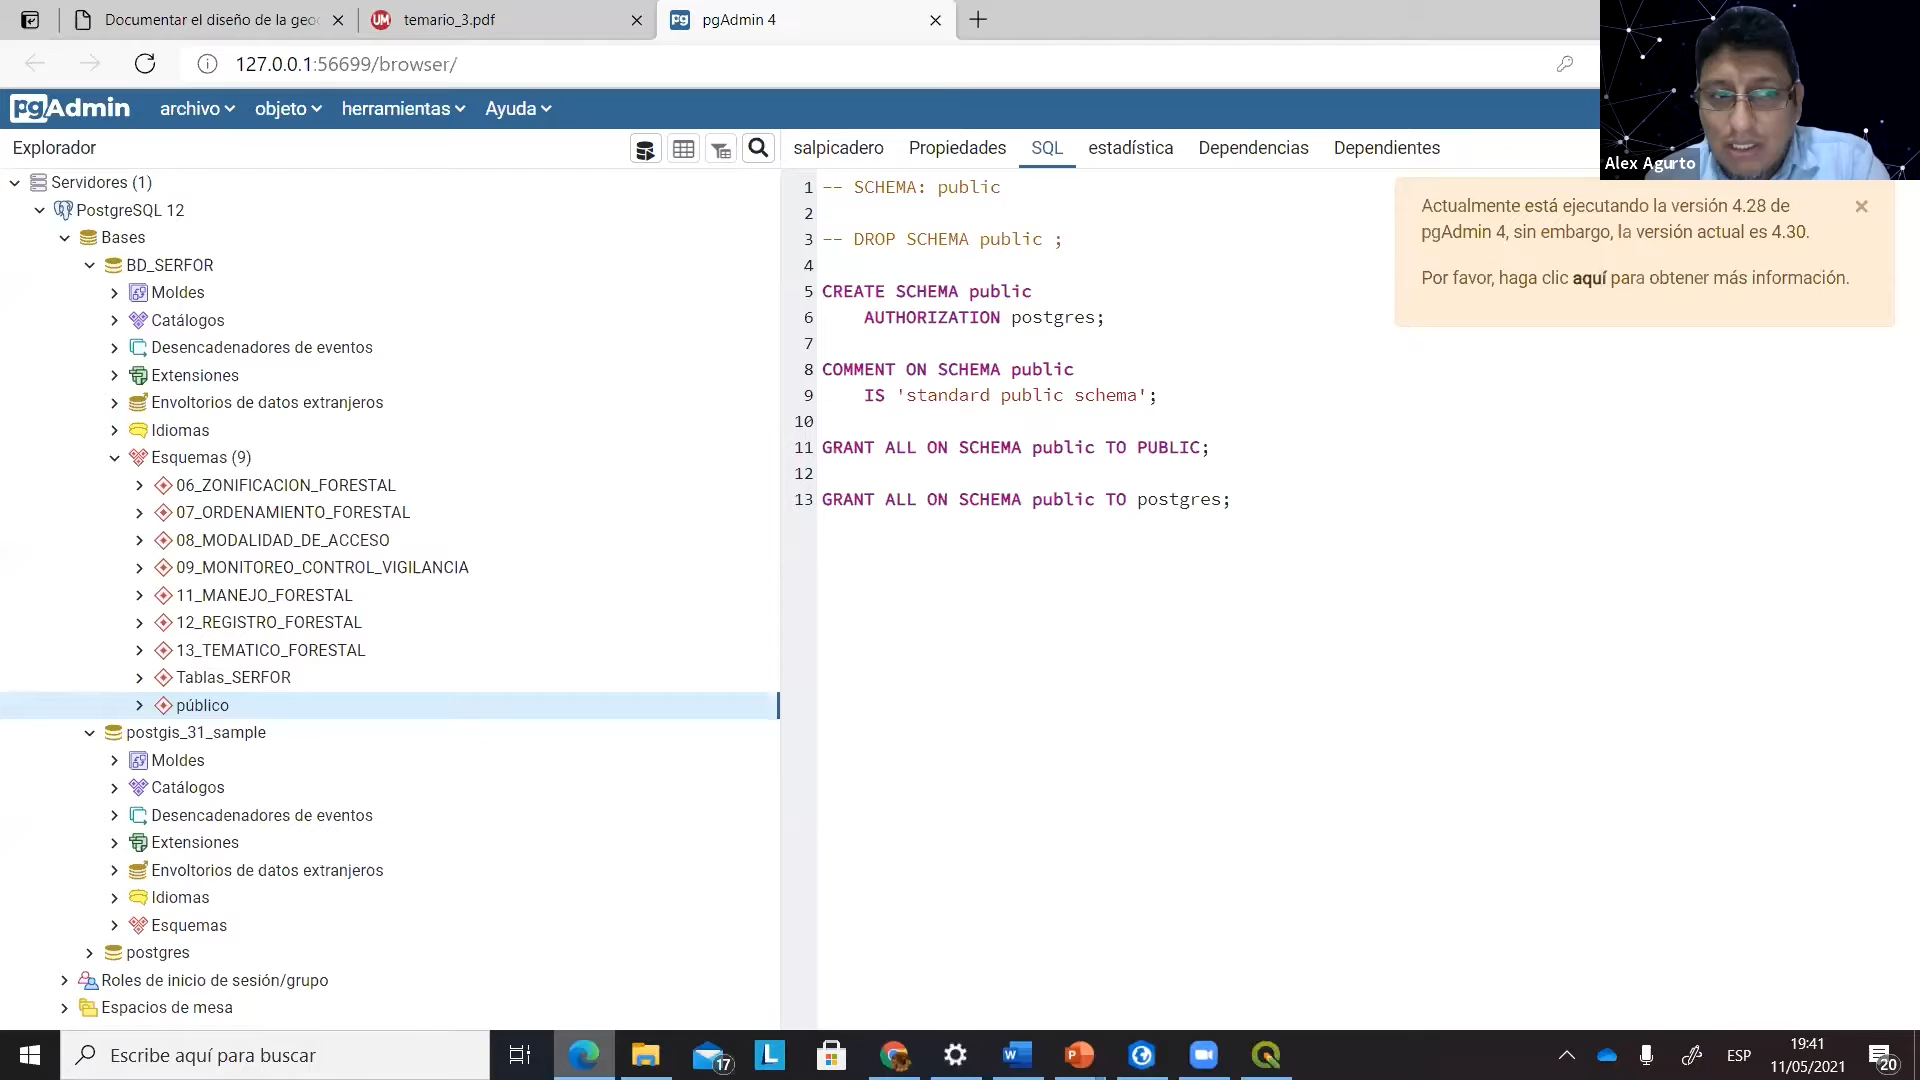 Documentar el diseño de la geo
temario_3.pdf
pgAdmin 4
127.0.0.1:56699/browser/
pgAdmin
archivo
objeto
herramientas
Ayuda
Alex Agurto
Explorador
salpicadero
Propiedades
SQL
estadística
Dependencias
Dependientes
Servidores (1)
PostgreSQL 12
Bases
BD_SERFOR
Moldes
Catálogos
Desencadenadores de eventos
Extensiones
Envoltorios de datos extranjeros
Idiomas
Esquemas (9)
06_ZONIFICACION_FORESTAL
07_ORDENAMIENTO_FORESTAL
08_MODALIDAD_DE_ACCESO
09_MONITOREO_CONTROL_VIGILANCIA
11_MANEJO_FORESTAL
12_REGISTRO_FORESTAL
13_TEMATICO_FORESTAL
Tablas_SERFOR
público
postgis_31_sample
Moldes
Catálogos
Desencadenadores de eventos
Extensiones
Envoltorios de datos extranjeros
Idiomas
Esquemas
postgres
Roles de inicio de sesión/grupo
Espacios de mesa
1 -- SCHEMA: public
2
3 -- DROP SCHEMA public ;
4
5 CREATE SCHEMA public
6 AUTHORIZATION postgres;
7
8 COMMENT ON SCHEMA public
9 IS 'standard public schema';
10
11 GRANT ALL ON SCHEMA public TO PUBLIC;
12
13 GRANT ALL ON SCHEMA public TO postgres;
Actualmente está ejecutando la versión 4.28 de
pgAdmin 4, sin embargo, la versión actual es 4.30.
Por favor, haga clic aquí para obtener más información.
Escribe aquí para buscar
17
ESP
19:41
11/05/2021
20